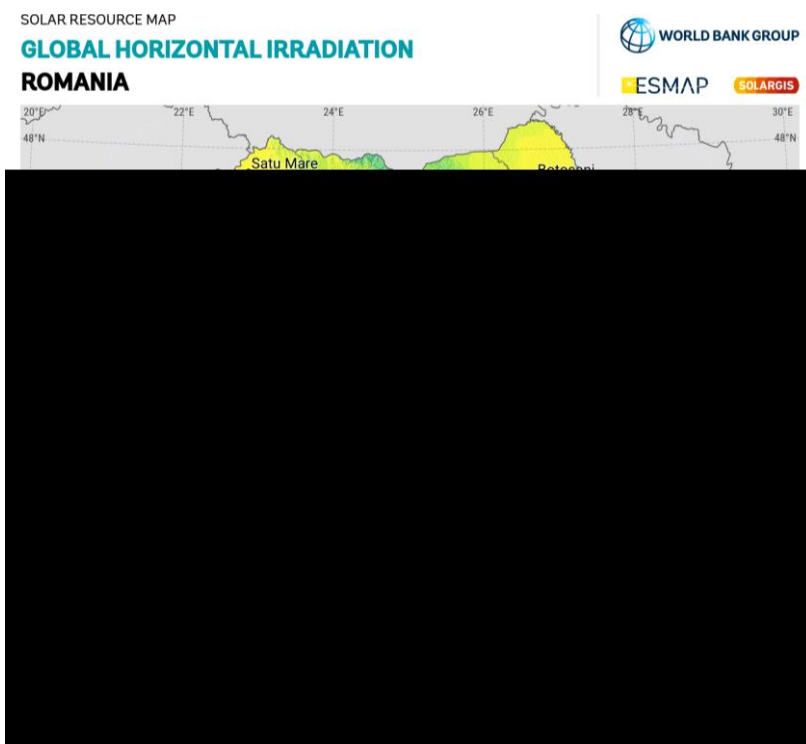 SOLAR RESOURCE MAP
GLOBAL HORIZONTAL IRRADIATION
ROMANIA
WORLD BANK GROUP
ESMAP
SOLARGIS
20°E
22°E
24°E
26°E
28°E
30°E
48°N
48°N
Satu Mare